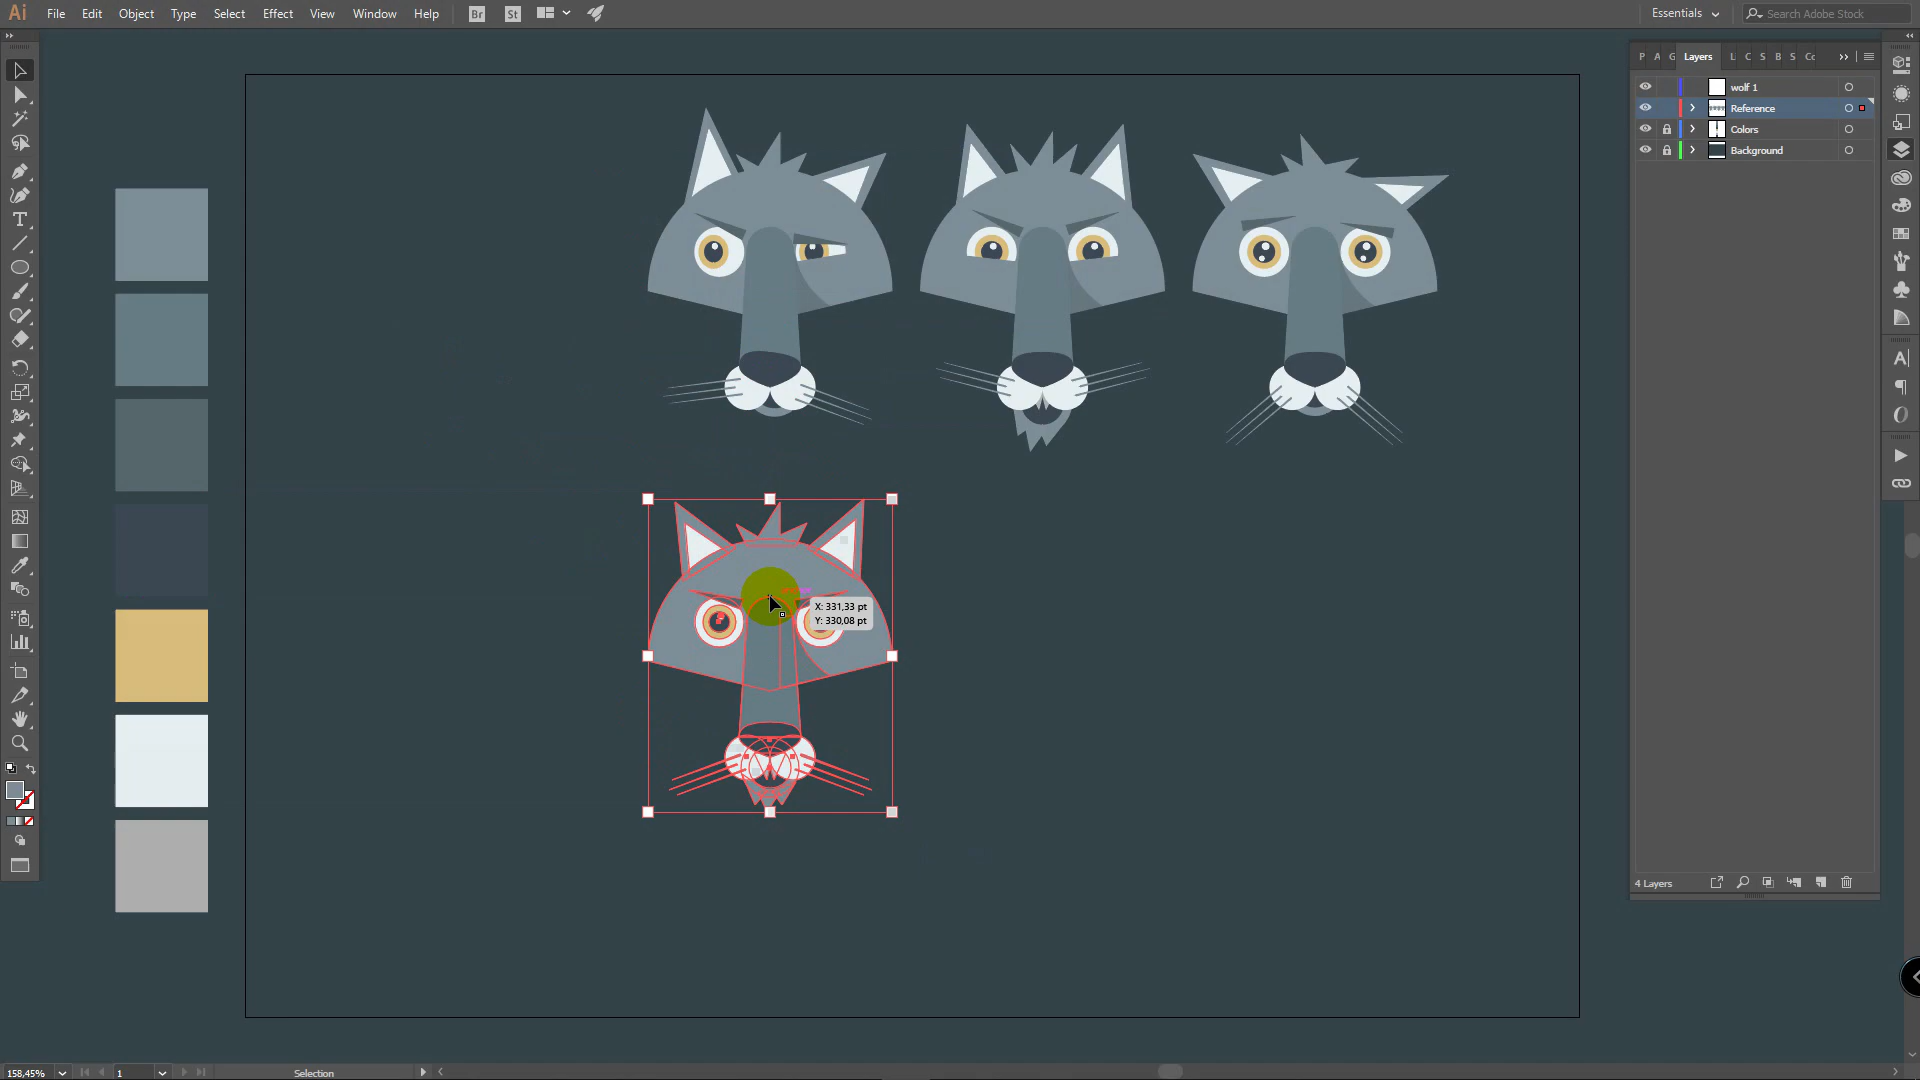 Ai File Edit Object Type Select Effect View Window Help Br St Essentials Search Adobe Stock
P A G Layers L C S B S Cc
wolf 1
Reference
Colors
Background
X: 331,33 pt
Y: 330,08 pt
4 Layers
158,45% 1 Selection